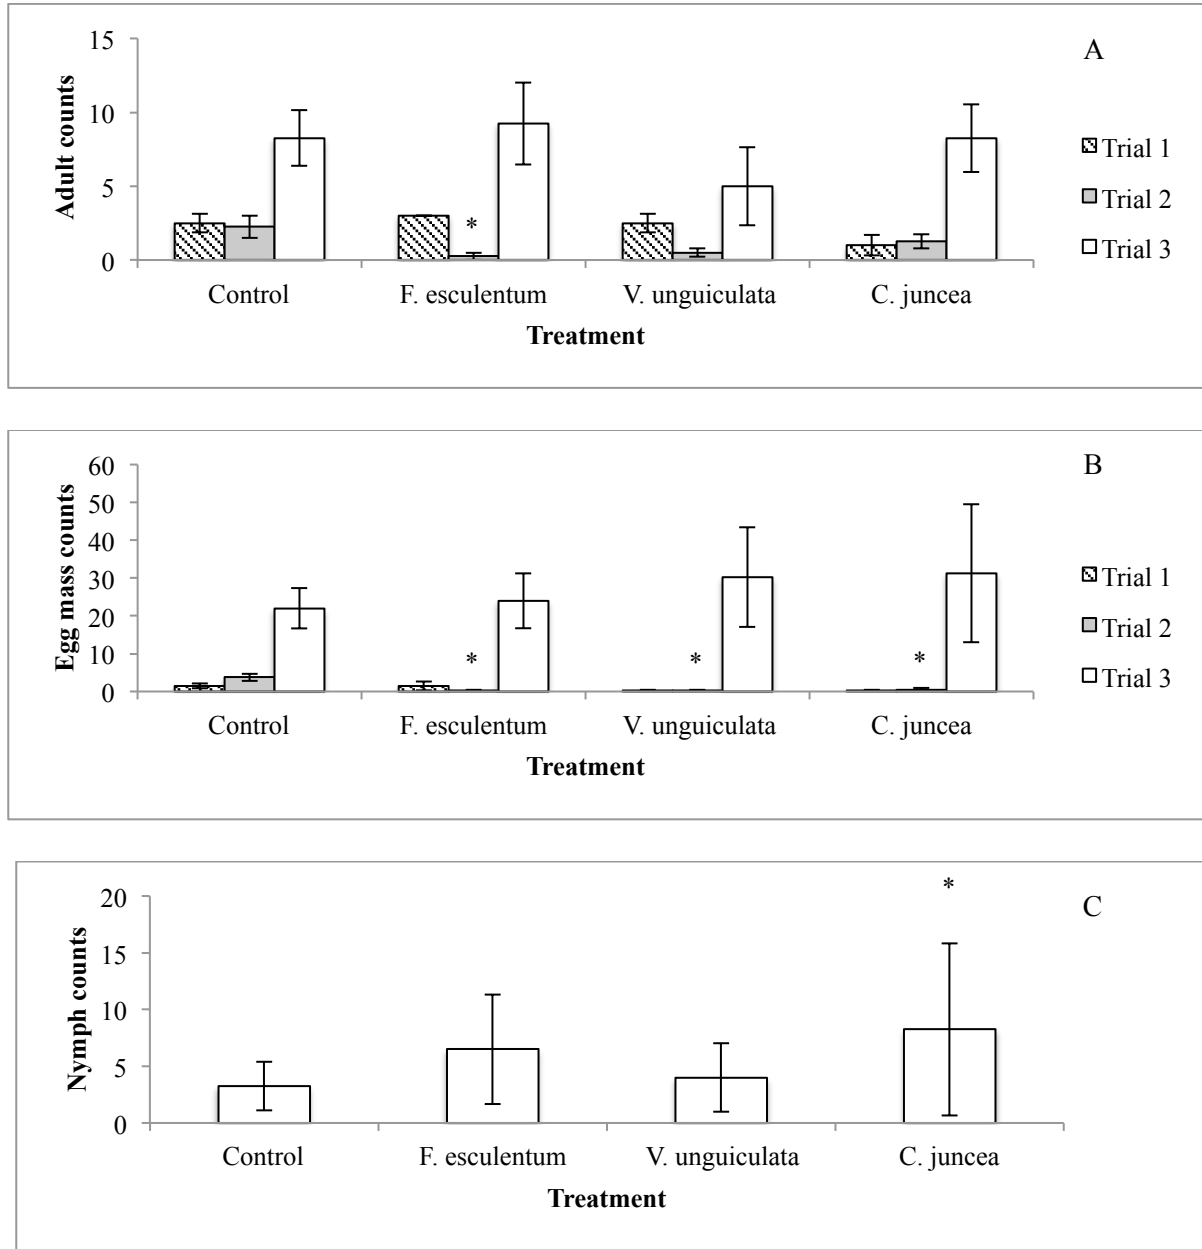 A
Adult counts
15
10
5
0
*
Control
F. esculentum
V. unguiculata
C. juncea
Treatment
Trial 1
Trial 2
Trial 3
B
Egg mass counts
60
50
40
30
20
10
0
*
*
*
Control
F. esculentum
V. unguiculata
C. juncea
Treatment
Trial 1
Trial 2
Trial 3
C
Nymph counts
20
15
10
5
0
*
Control
F. esculentum
V. unguiculata
C. juncea
Treatment